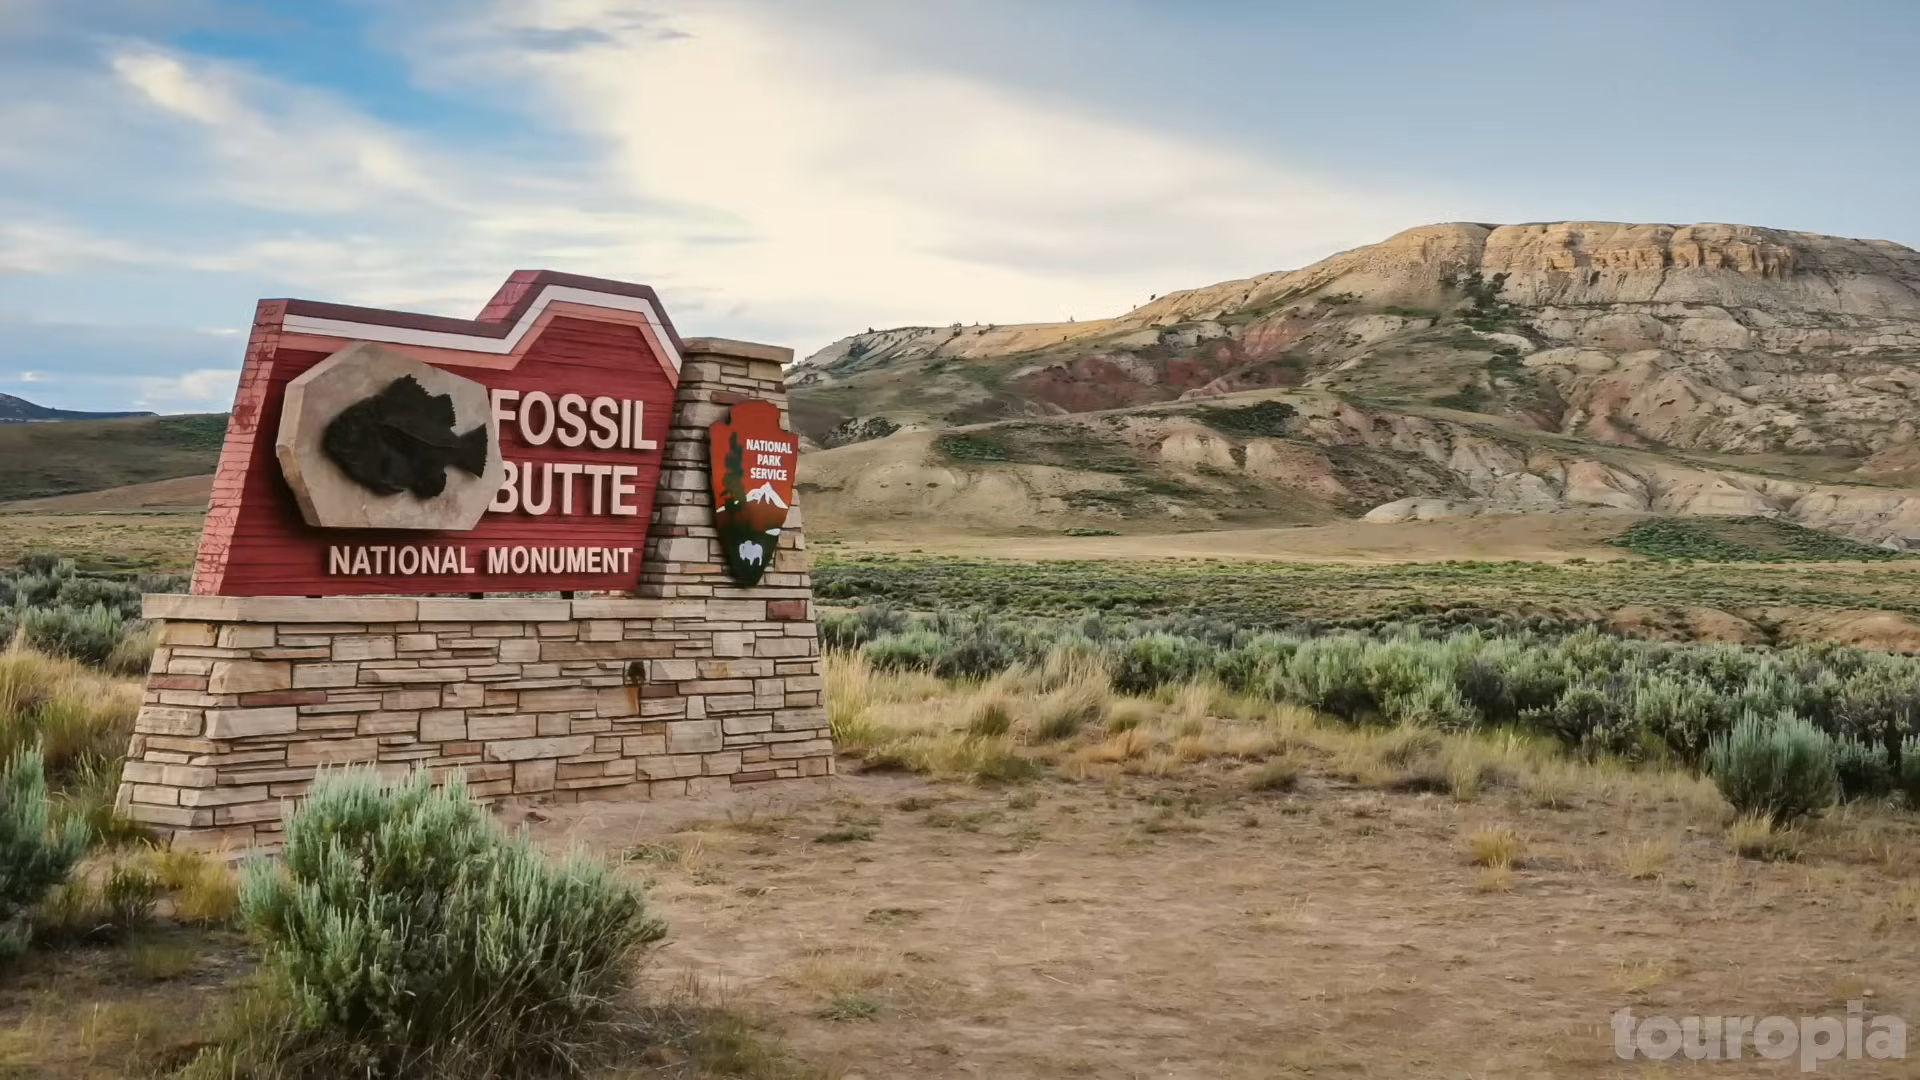 FOSSIL
BUTTE
NATIONAL MONUMENT
NATIONAL
PARK
SERVICE
touropia